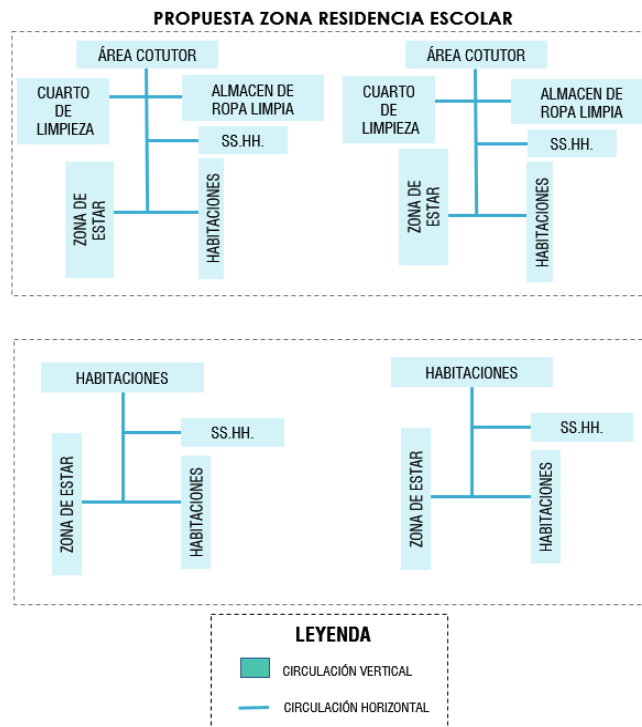 PROPUESTA ZONA RESIDENCIA ESCOLAR
ÁREA COTUTOR
CUARTO
DE
LIMPIEZA
ALMACEN DE
ROPA LIMPIA
SS.HH.
ZONA DE
ESTAR
HABITACIONES
ÁREA COTUTOR
CUARTO
DE
LIMPIEZA
ALMACEN DE
ROPA LIMPIA
SS.HH.
ZONA DE
ESTAR
HABITACIONES
HABITACIONES
SS.HH.
ZONA DE ESTAR
HABITACIONES
HABITACIONES
SS.HH.
ZONA DE ESTAR
HABITACIONES
LEYENDA
CIRCULACIÓN VERTICAL
CIRCULACIÓN HORIZONTAL